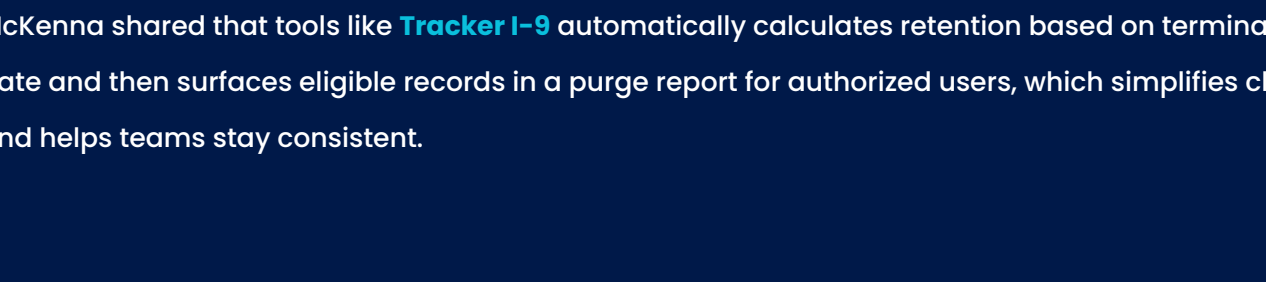 cKenna shared that tools like Tracker I-9 automatically calculates retention based on termina
ate and then surfaces eligible records in a purge report for authorized users, which simplifies cl
nd helps teams stay consistent.